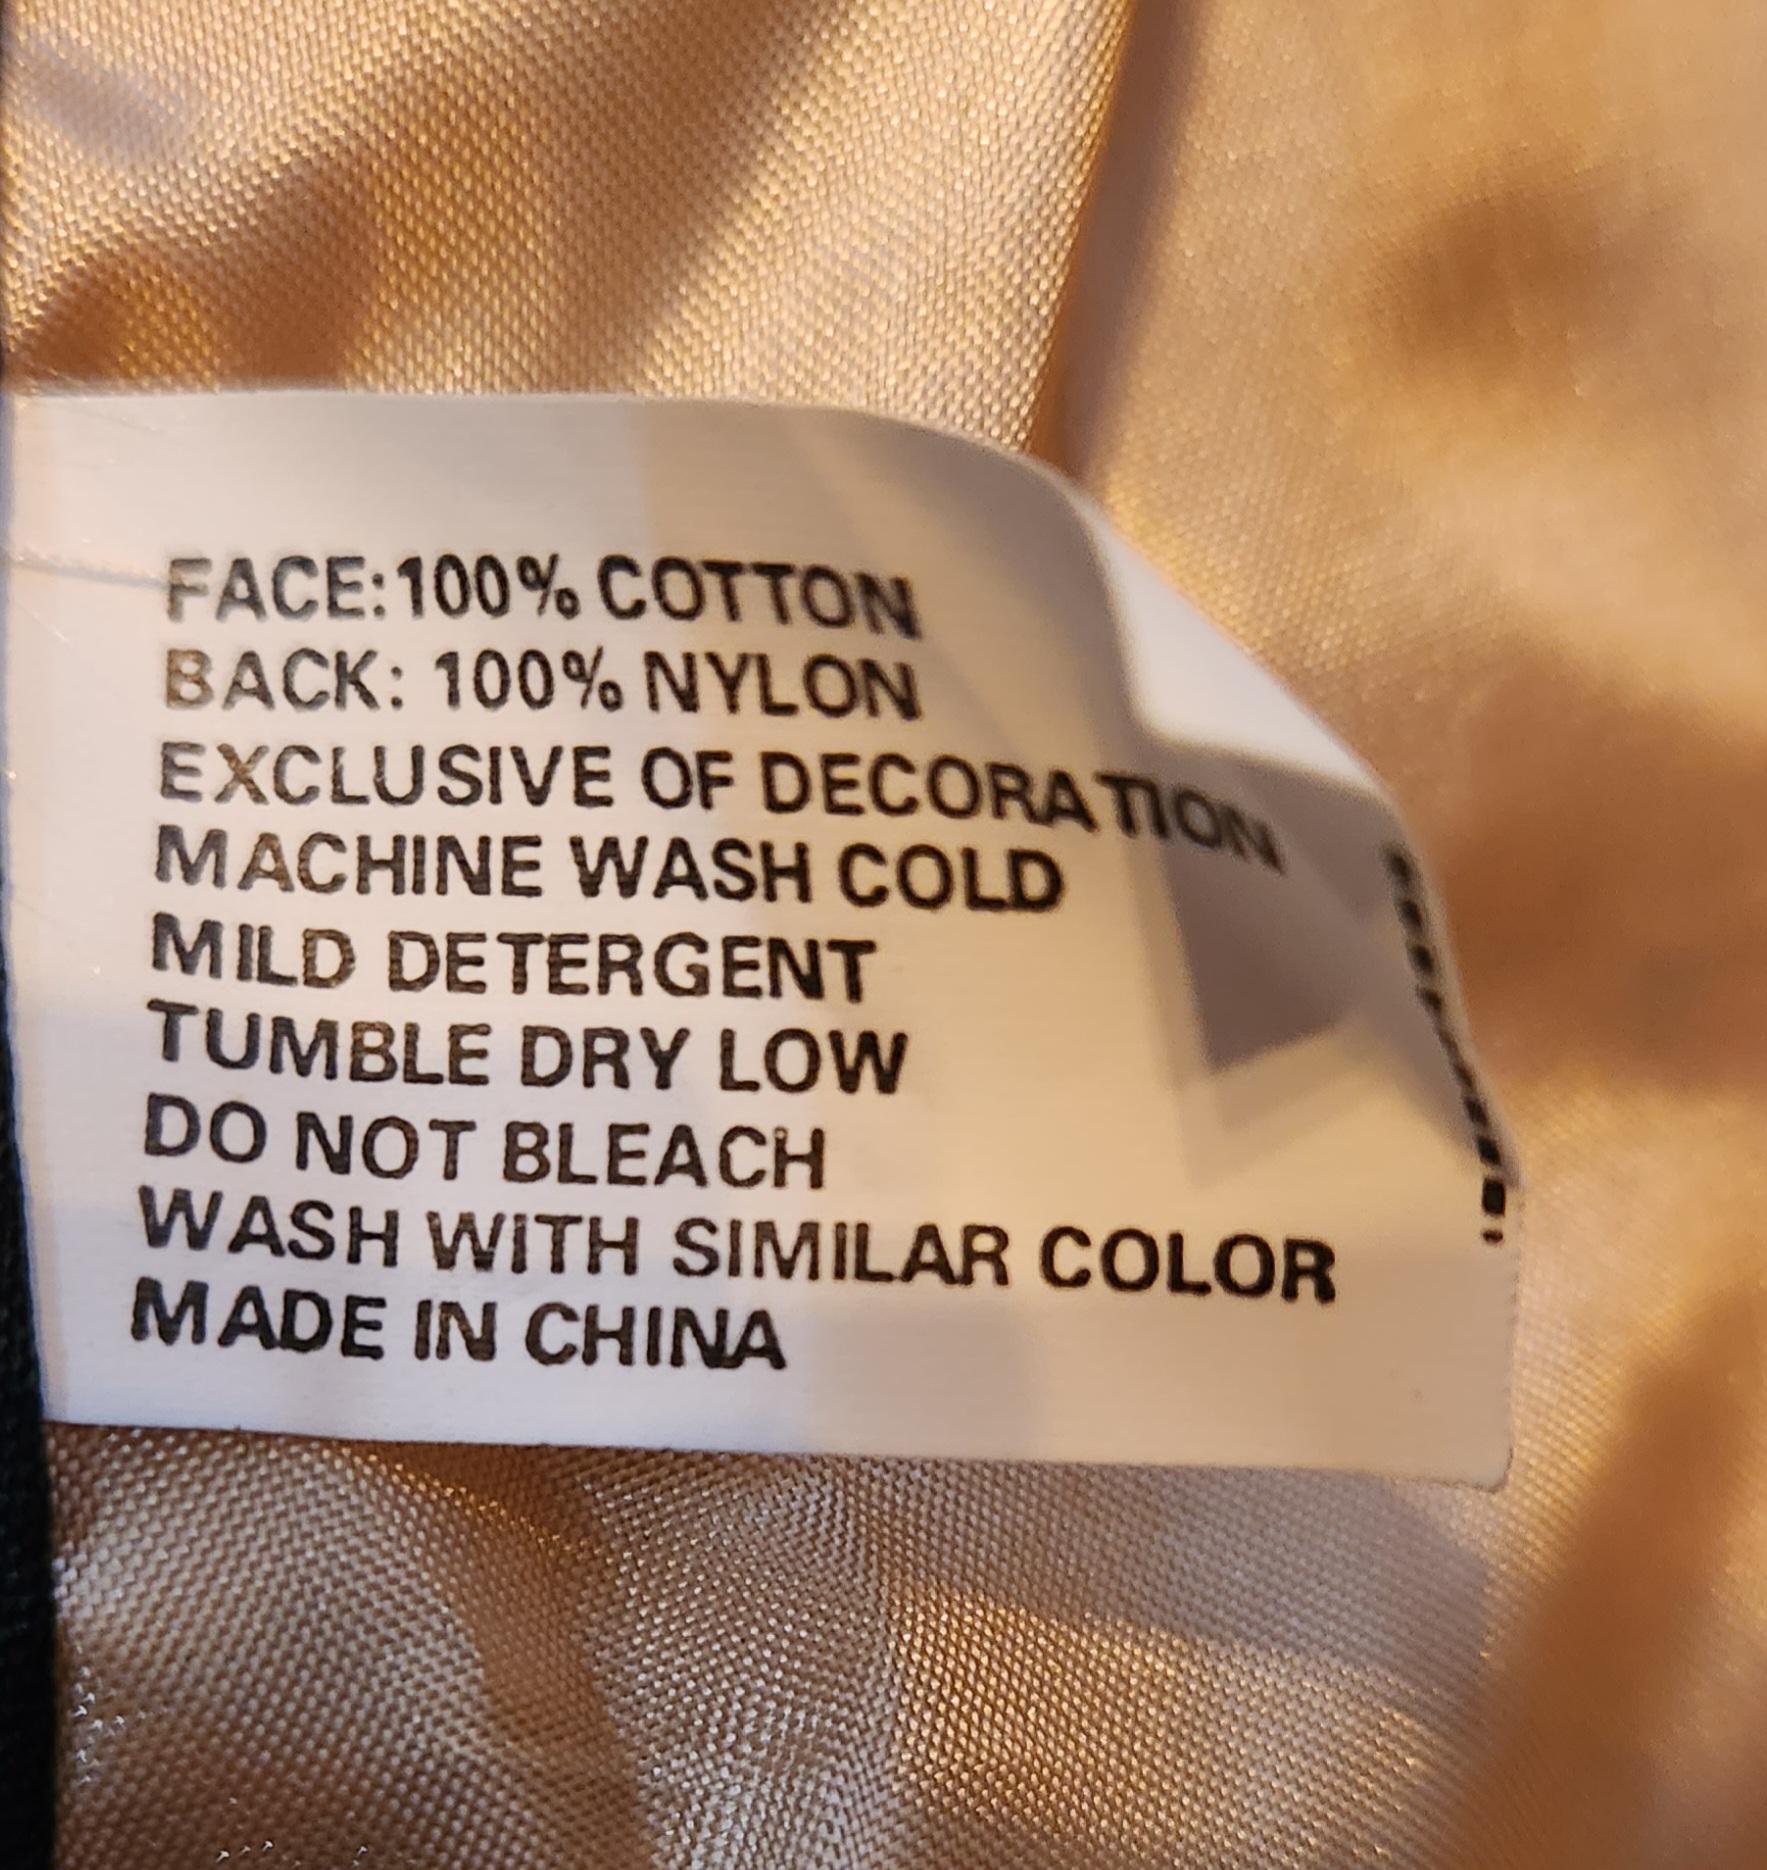 FACE:100% COTTON
BACK: 100% NYLON
EXCLUSIVE OF DECORATION
MACHINE WASH COLD
MILD DETERGENT
TUMBLE DRY LOW
DO NOT BLEACH
WASH WITH SIMILAR COLOR
MADE IN CHINA